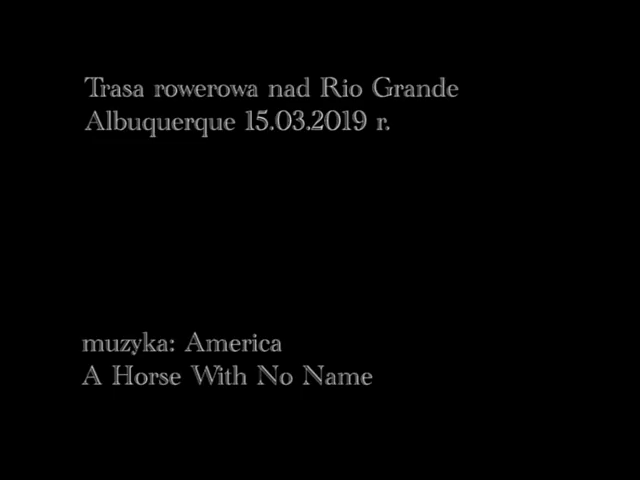 Trasa rowerowa nad Rio Grande
Albuquerque 15.03.2019 r.
muzyka: America
A Horse With No Name